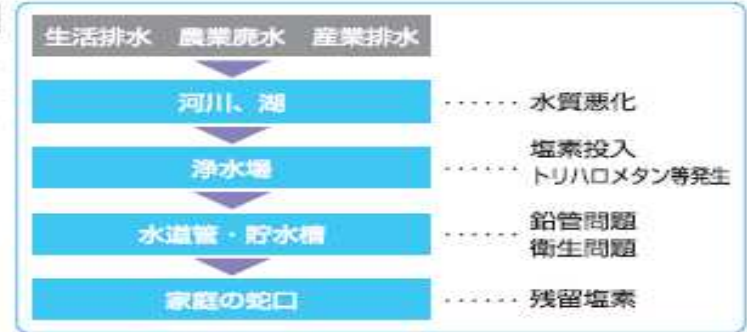 生活排水 農業廃水 産業排水
河川、湖 ‥‥‥ 水質悪化
浄水場 ‥‥‥ 塩素投入
トリハロメタン等発生
水道管・貯水槽 ‥‥‥ 鉛管問題
衛生問題
家庭の蛇口 ‥‥‥ 残留塩素